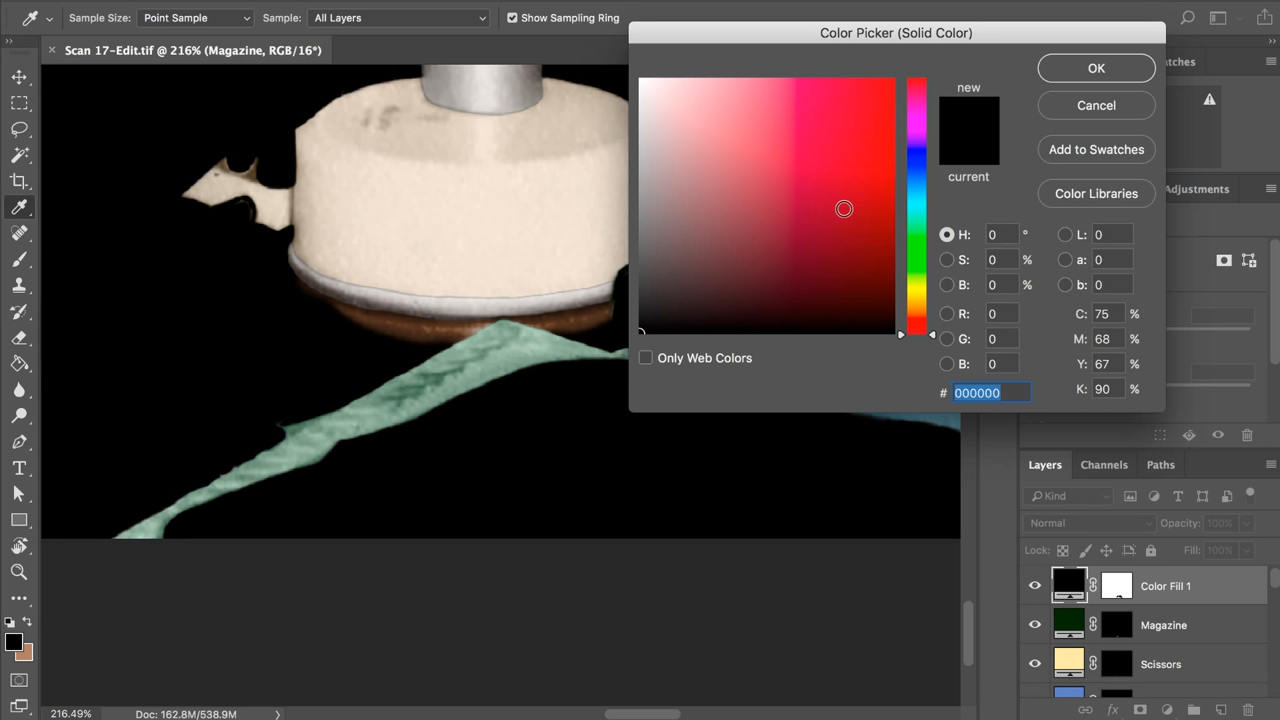 Sample Size: Point Sample Sample: All Layers Show Sampling Ring
Color Picker (Solid Color)
Scan 17-Edit.tif @ 216% (Magazine, RGB/16*)
OK
new
Cancel
Add to Swatches
current
Color Libraries
H: 0 ° L: 0
S: 0 % a: 0
B: 0 % b: 0
R: 0 C: 75 %
G: 0 M: 68 %
B: 0 Y: 67 %
# 000000 K: 90 %
Only Web Colors
atches
Adjustments
Layers Channels Paths
Kind
Normal Opacity: 100%
Lock: Fill: 100%
Color Fill 1
Magazine
Scissors
216.49% Doc: 162.8M/538.9M